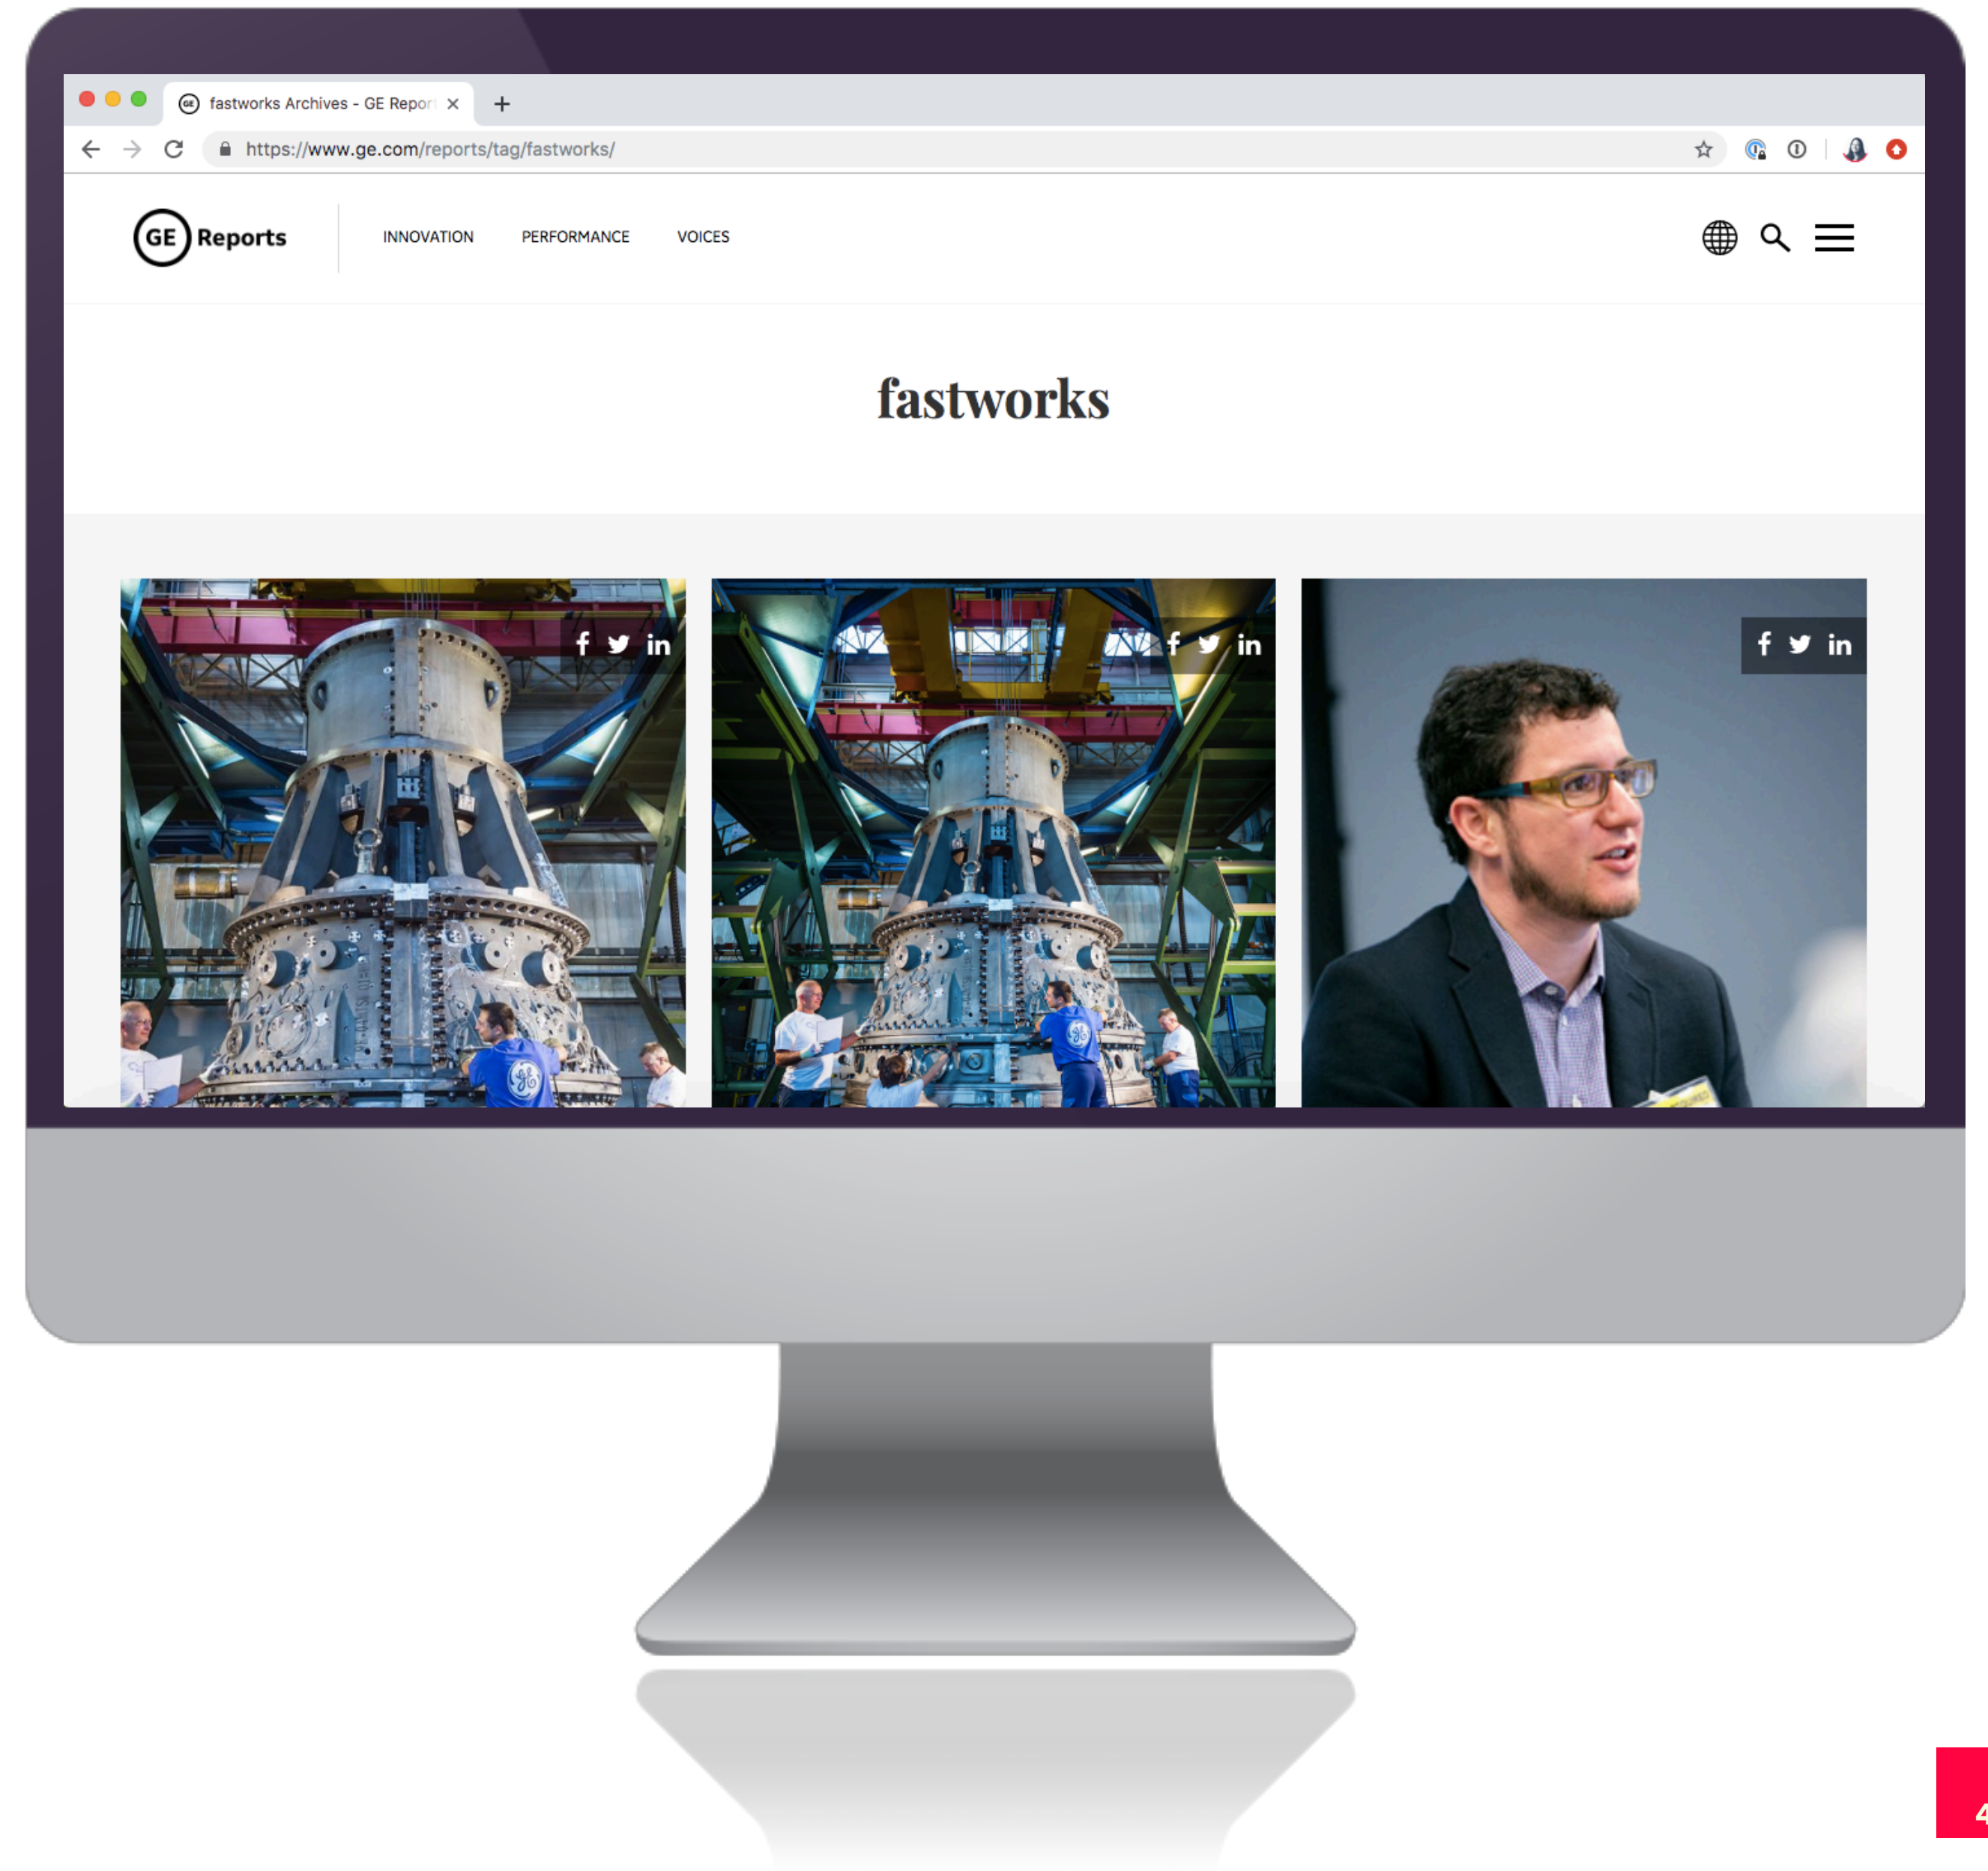 fastworks Archives - GE Repor
https://www.ge.com/reports/tag/fastworks/
GE Reports
INNOVATION PERFORMANCE VOICES
fastworks
f in
f in
f in
4